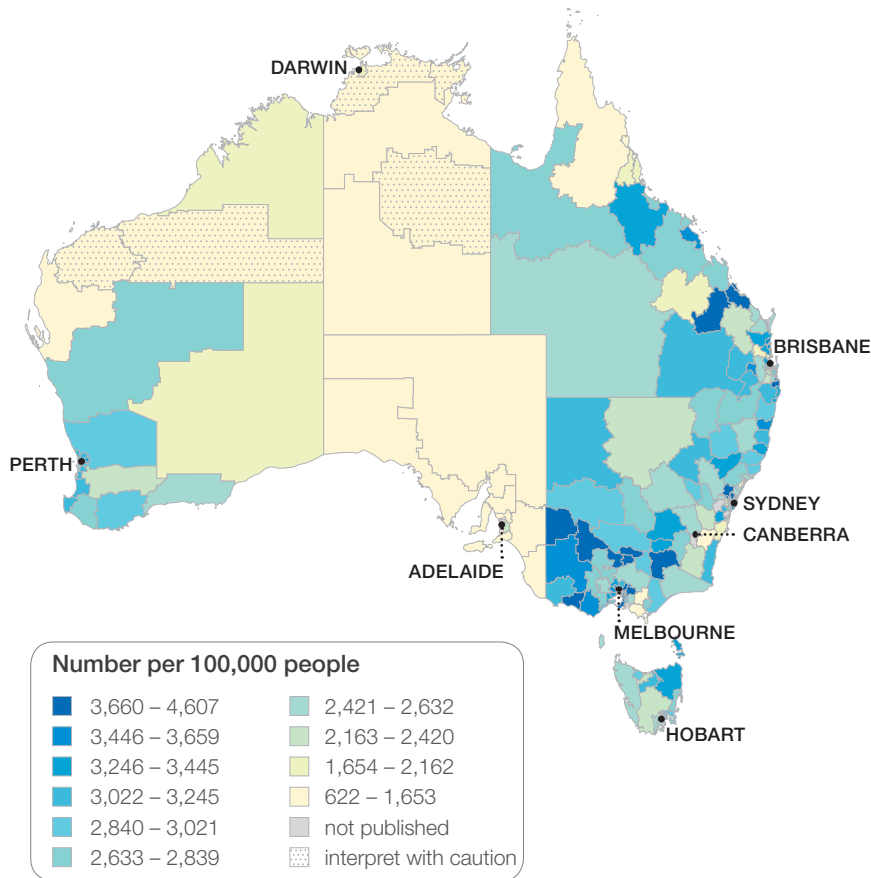 DARWIN
BRISBANE
PERTH
SYDNEY
CANBERRA
ADELAIDE
MELBOURNE
HOBART
Number per 100,000 people
3,660 – 4,607
3,446 – 3,659
3,246 – 3,445
3,022 – 3,245
2,840 – 3,021
2,633 – 2,839
2,421 – 2,632
2,163 – 2,420
1,654 – 2,162
622 – 1,653
not published
interpret with caution